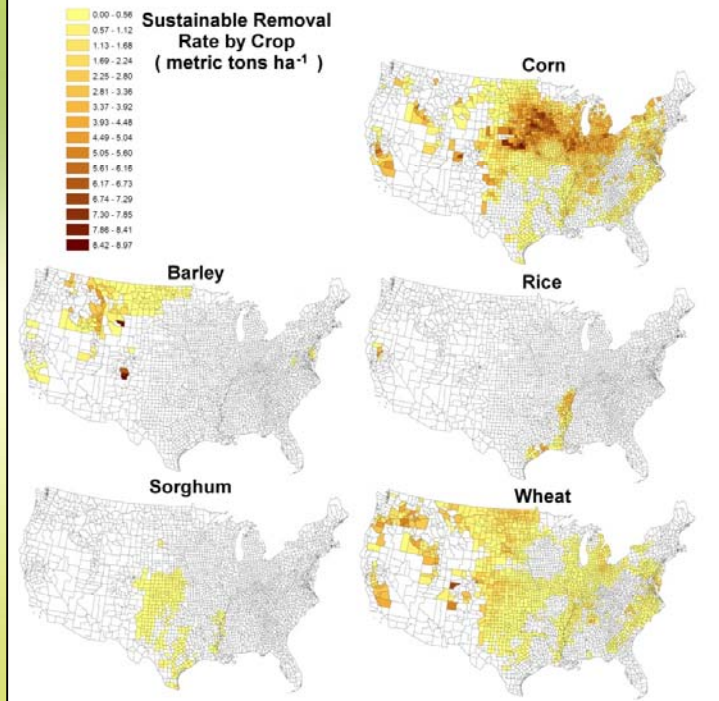 Sustainable Removal
Rate by Crop
( metric tons ha-1 )
0.00 - 0.56
0.57 - 1.12
1.13 - 1.68
1.69 - 2.24
2.25 - 2.80
2.81 - 3.36
3.37 - 3.92
3.93 - 4.48
4.49 - 5.04
5.05 - 5.60
5.61 - 6.16
6.17 - 6.73
6.74 - 7.29
7.30 - 7.85
7.86 - 8.41
8.42 - 8.97
Corn
Barley
Rice
Sorghum
Wheat